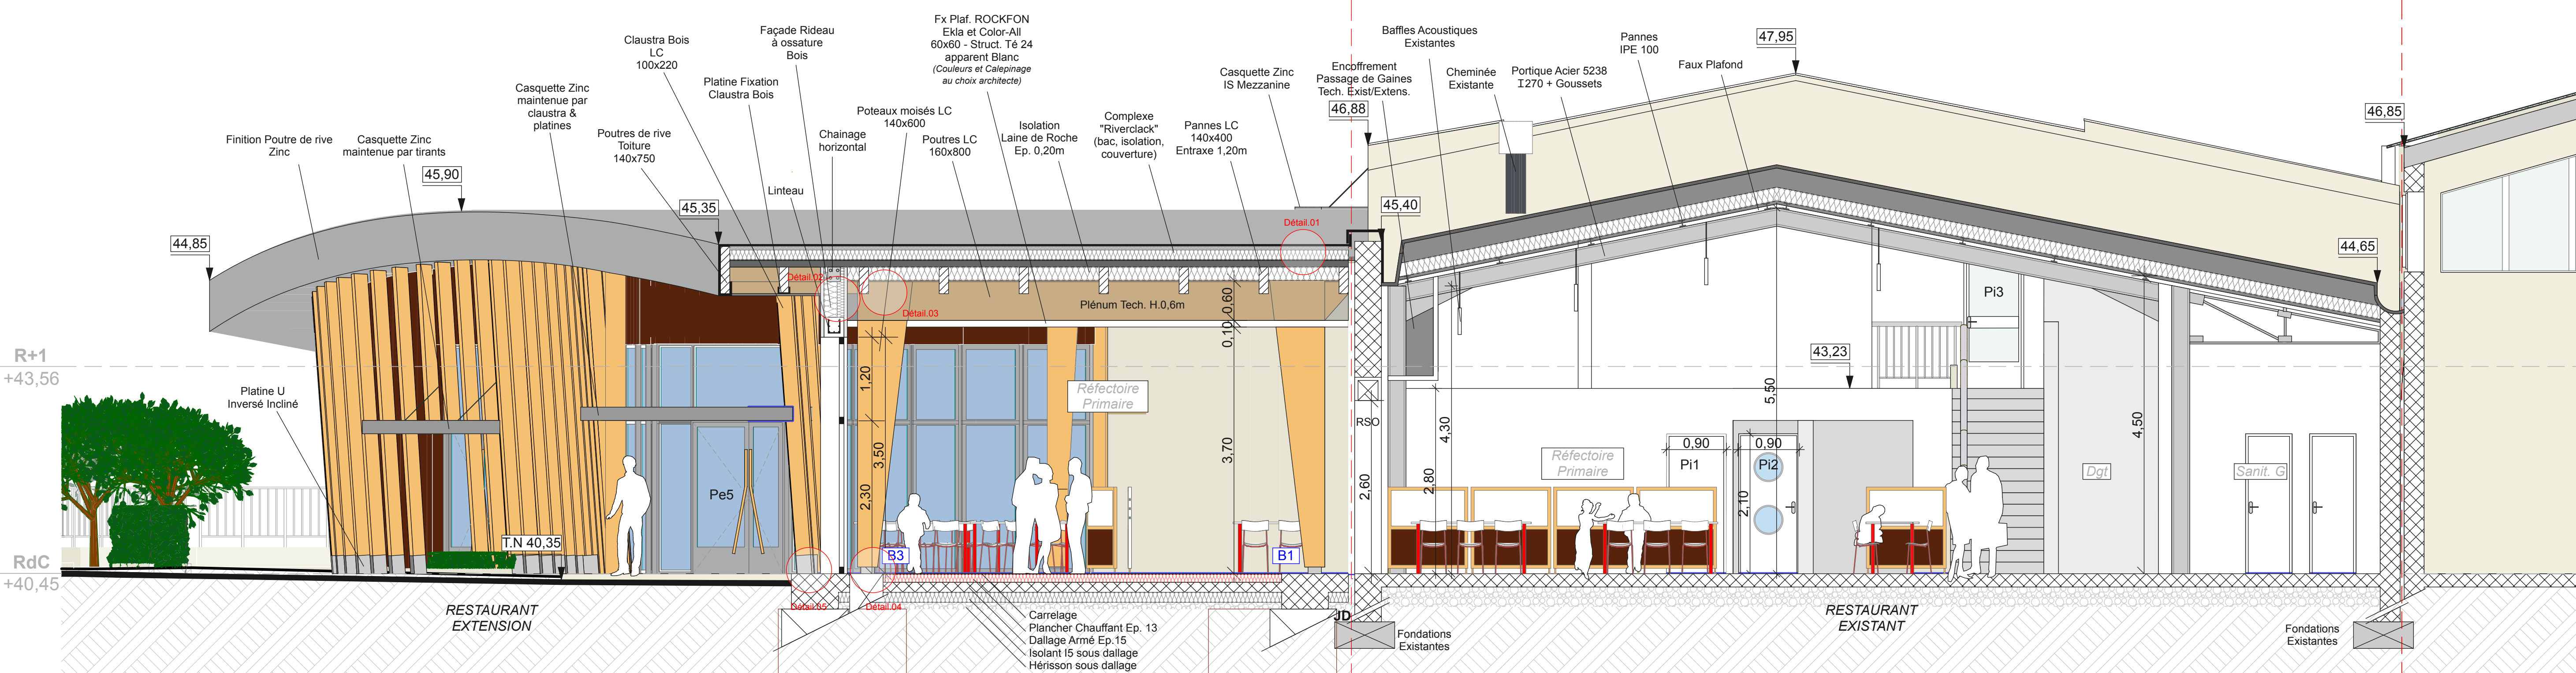 Fx Plaf. ROCKFON
Ekla et Color-All
60x60 - Struct. Té 24
apparent Blanc
(Couleurs et Calepinage
au choix architecte)
Façade Rideau
à ossature
Bois
Claustra Bois
LC
100x220
Platine Fixation
Claustra Bois
Casquette Zinc
maintenue par
claustra &
platines
Finition Poutre de rive
Zinc
Casquette Zinc
maintenue par tirants
Poutres de rive
Toiture
140x750
Linteau
Chainage
horizontal
Poteaux moisés LC
140x600
Poutres LC
160x800
Isolation
Laine de Roche
Ep. 0,20m
Complexe
"Riverclack"
(bac, isolation,
couverture)
Pannes LC
140x400
Entraxe 1,20m
Casquette Zinc
IS Mezzanine
Baffles Acoustiques
Existantes
Encoffrement
Passage de Gaines
Tech. Exist/Extens.
Cheminée
Existante
Portique Acier 5238
I270 + Goussets
Pannes
IPE 100
Faux Plafond
47,95
46,88
46,85
45,90
45,35
45,40
44,85
44,65
43,23
Détail.01
Détail.02
Détail.03
Plénum Tech. H.0,6m
0,60
0,10
R+1
+43,56
Platine U
Inversé Incliné
Réfectoire
Primaire
1,20
3,50
2,30
3,70
RSO
2,60
2,80
4,30
5,50
4,50
Pi3
Réfectoire
Primaire
0,90
Pi1
0,90
Pi2
2,10
Dgt
Sanit. G
Pe5
T.N 40,35
B3
B1
RdC
+40,45
Détail.05
Détail.04
RESTAURANT
EXTENSION
Carrelage
Plancher Chauffant Ep. 13
Dallage Armé Ep.15
Isolant I5 sous dallage
Hérisson sous dallage
JD
Fondations
Existantes
RESTAURANT
EXISTANT
Fondations
Existantes